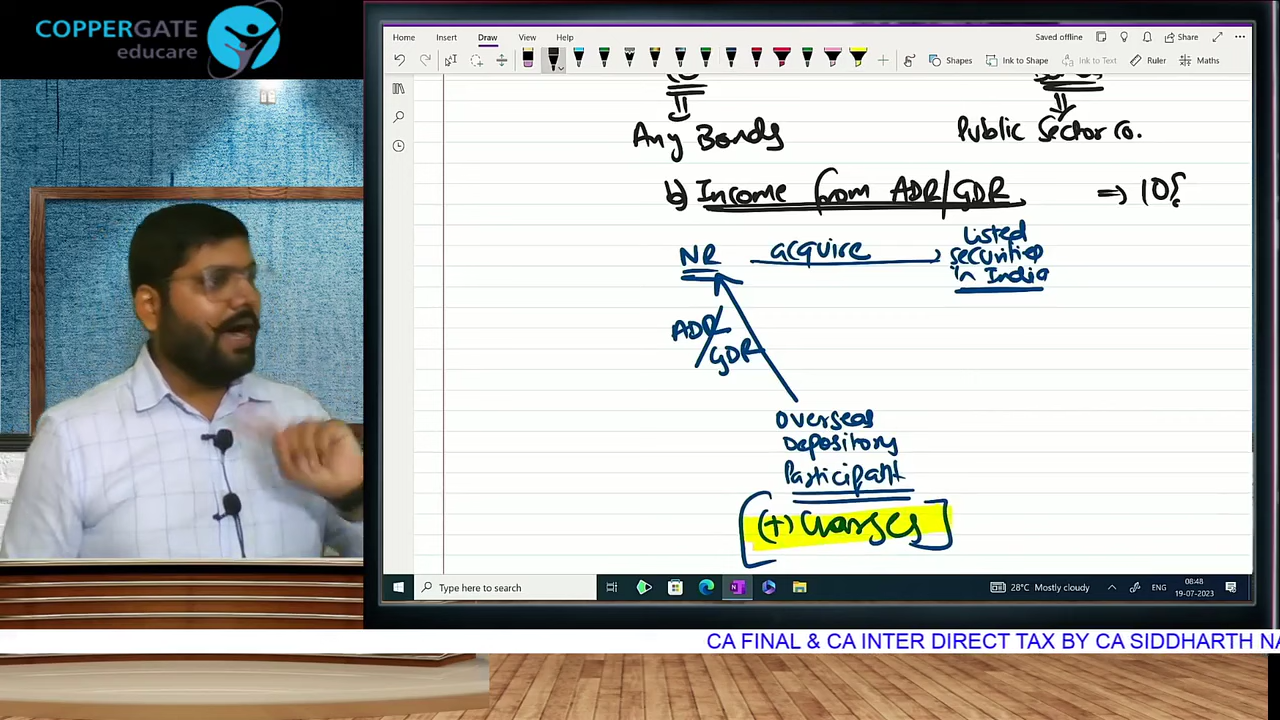 COPPERGATE
educare
Home Insert Draw View Help
Saved offline
Share
Shapes
Ink to Shape
Ink to Text
Ruler
Maths
Any Bonds
Public Sector Co.
b) Income from ADR/GDR ⇒ 10%
NR acquire Listed
securities
in India
ADR/
GDR
Overseas
Depository
Participant
(+) Charges
Type here to search
28°C Mostly cloudy
ENG
08:48
19-07-2023
CA FINAL & CA INTER DIRECT TAX BY CA SIDDHARTH NA